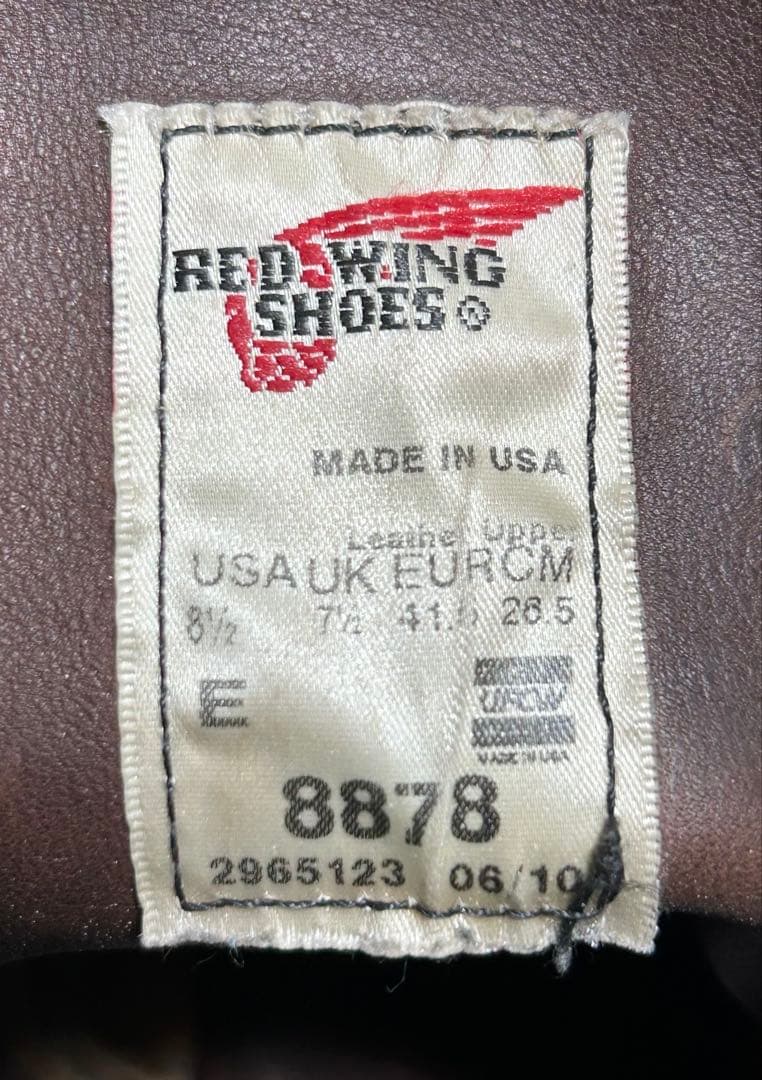 RED WING
SHOES ®
MADE IN USA
Leather Upper
USA UK EUR CM
8½ 7½ 41.5 26.5
E
UFCW
MADE IN USA
8878
2965123 06/10